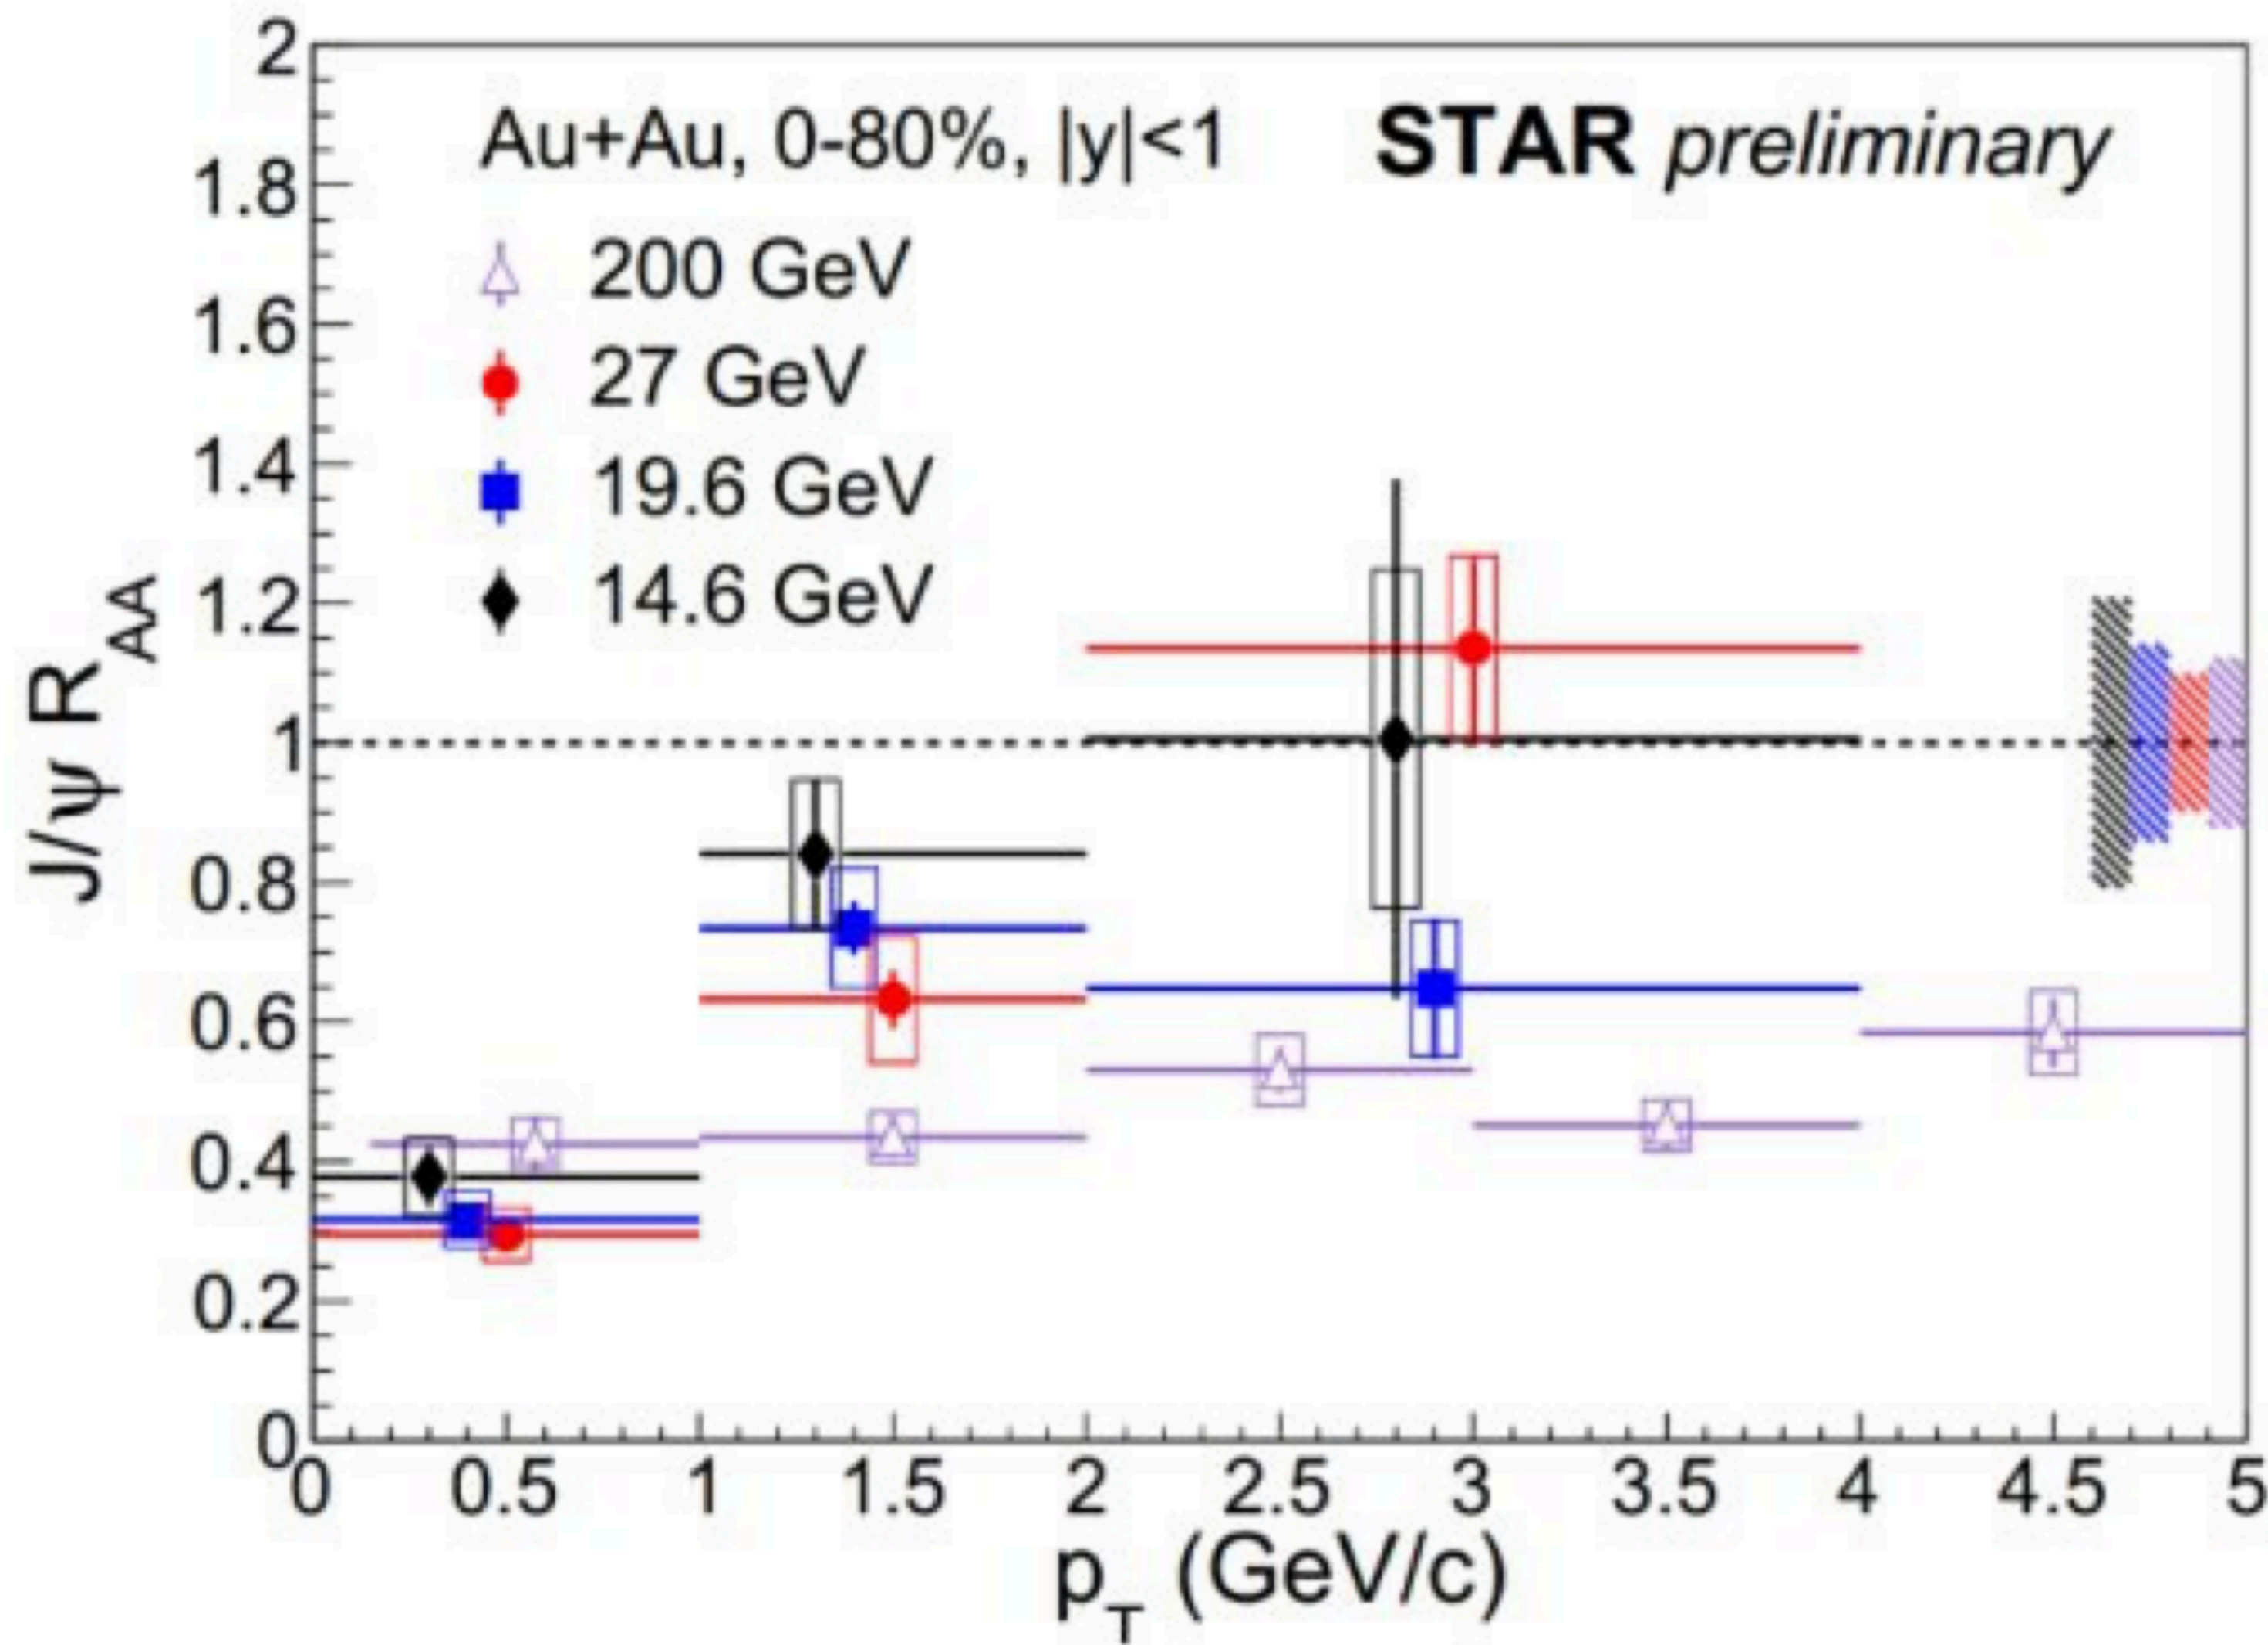 Au+Au, 0-80%, |y|<1 STAR preliminary
200 GeV
27 GeV
19.6 GeV
14.6 GeV
J/ψ R_AA
2
1.8
1.6
1.4
1.2
1
0.8
0.6
0.4
0.2
0
0 0.5 1 1.5 2 2.5 3 3.5 4 4.5 5
p_T (GeV/c)